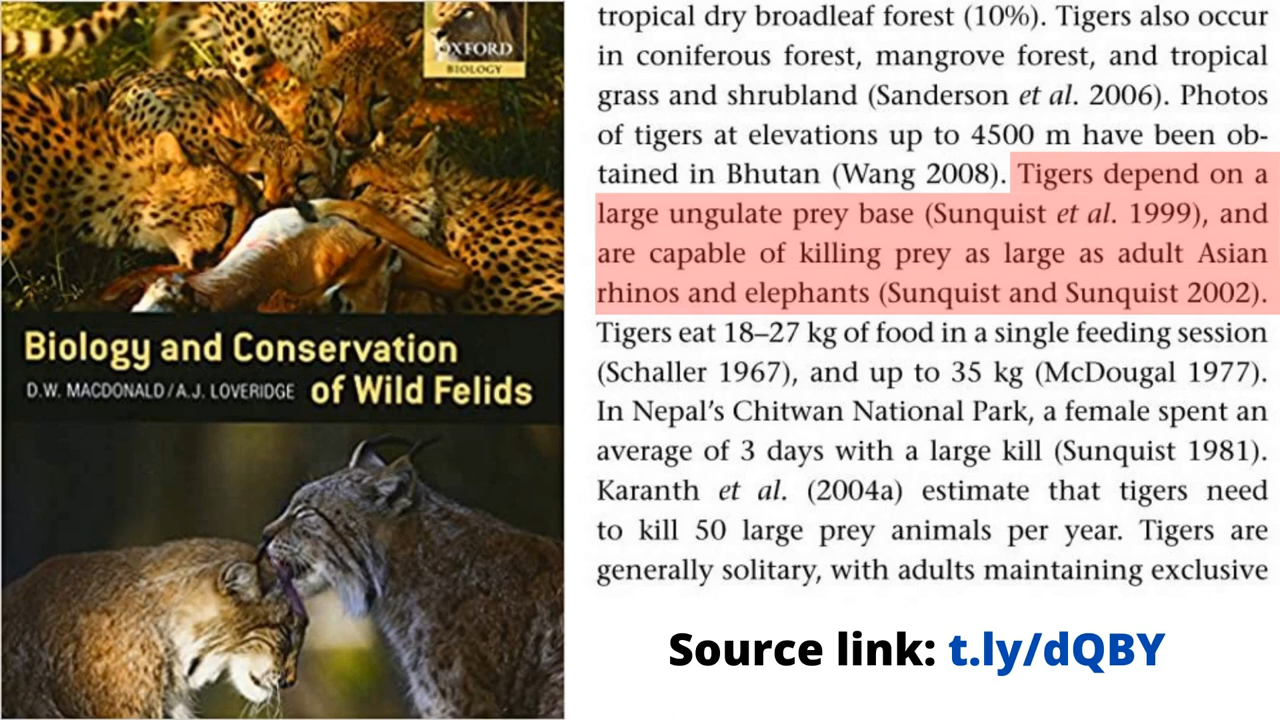 OXFORD
BIOLOGY
Biology and Conservation
D.W. MACDONALD/A.J. LOVERIDGE of Wild Felids
tropical dry broadleaf forest (10%). Tigers also occur
in coniferous forest, mangrove forest, and tropical
grass and shrubland (Sanderson et al. 2006). Photos
of tigers at elevations up to 4500 m have been ob-
tained in Bhutan (Wang 2008). Tigers depend on a
large ungulate prey base (Sunquist et al. 1999), and
are capable of killing prey as large as adult Asian
rhinos and elephants (Sunquist and Sunquist 2002).
Tigers eat 18–27 kg of food in a single feeding session
(Schaller 1967), and up to 35 kg (McDougal 1977).
In Nepal’s Chitwan National Park, a female spent an
average of 3 days with a large kill (Sunquist 1981).
Karanth et al. (2004a) estimate that tigers need
to kill 50 large prey animals per year. Tigers are
generally solitary, with adults maintaining exclusive
Source link: t.ly/dQBY